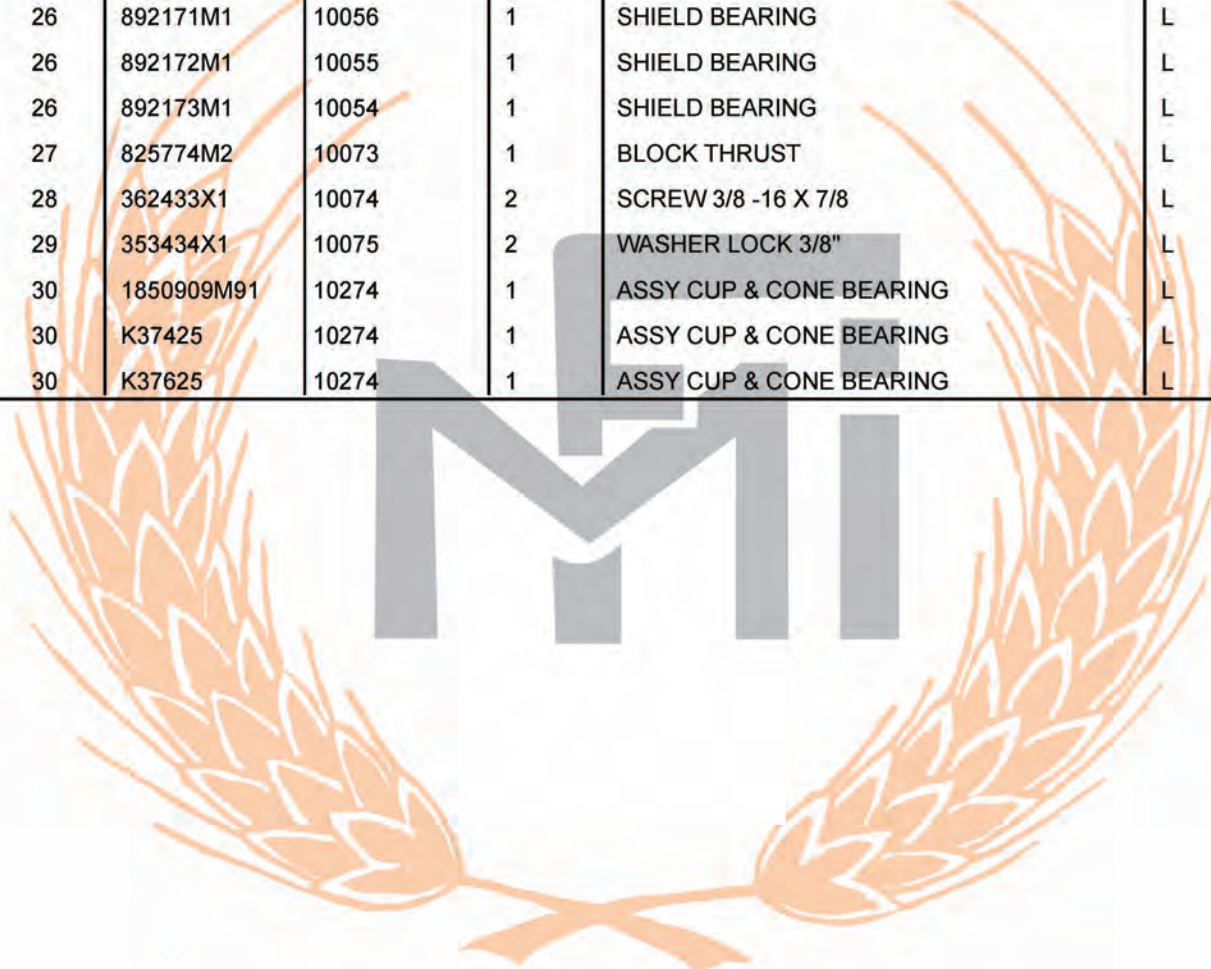 26 892171M1 10056 1 SHIELD BEARING L
26 892172M1 10055 1 SHIELD BEARING L
26 892173M1 10054 1 SHIELD BEARING L
27 825774M2 10073 1 BLOCK THRUST L
28 362433X1 10074 2 SCREW 3/8 -16 X 7/8 L
29 353434X1 10075 2 WASHER LOCK 3/8" L
30 1850909M91 10274 1 ASSY CUP & CONE BEARING L
30 K37425 10274 1 ASSY CUP & CONE BEARING L
30 K37625 10274 1 ASSY CUP & CONE BEARING L